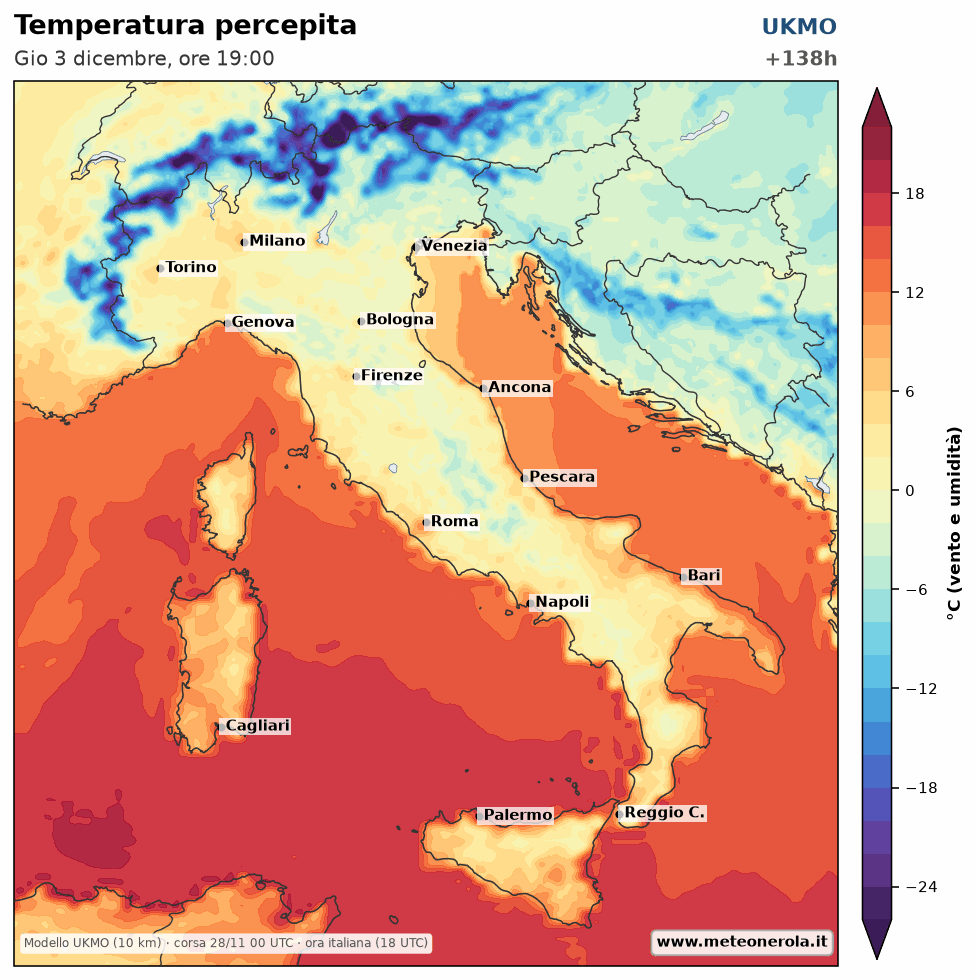 Temperatura percepita
UKMO
Gio 3 dicembre, ore 19:00
+138h
Milano
Venezia
Torino
Genova
Bologna
Firenze
Ancona
Pescara
Roma
Bari
Napoli
Cagliari
Palermo
Reggio C.
18
12
6
0
−6
−12
−18
−24
°C (vento e umidità)
Modello UKMO (10 km) · corsa 28/11 00 UTC · ora italiana (18 UTC)
www.meteonerola.it